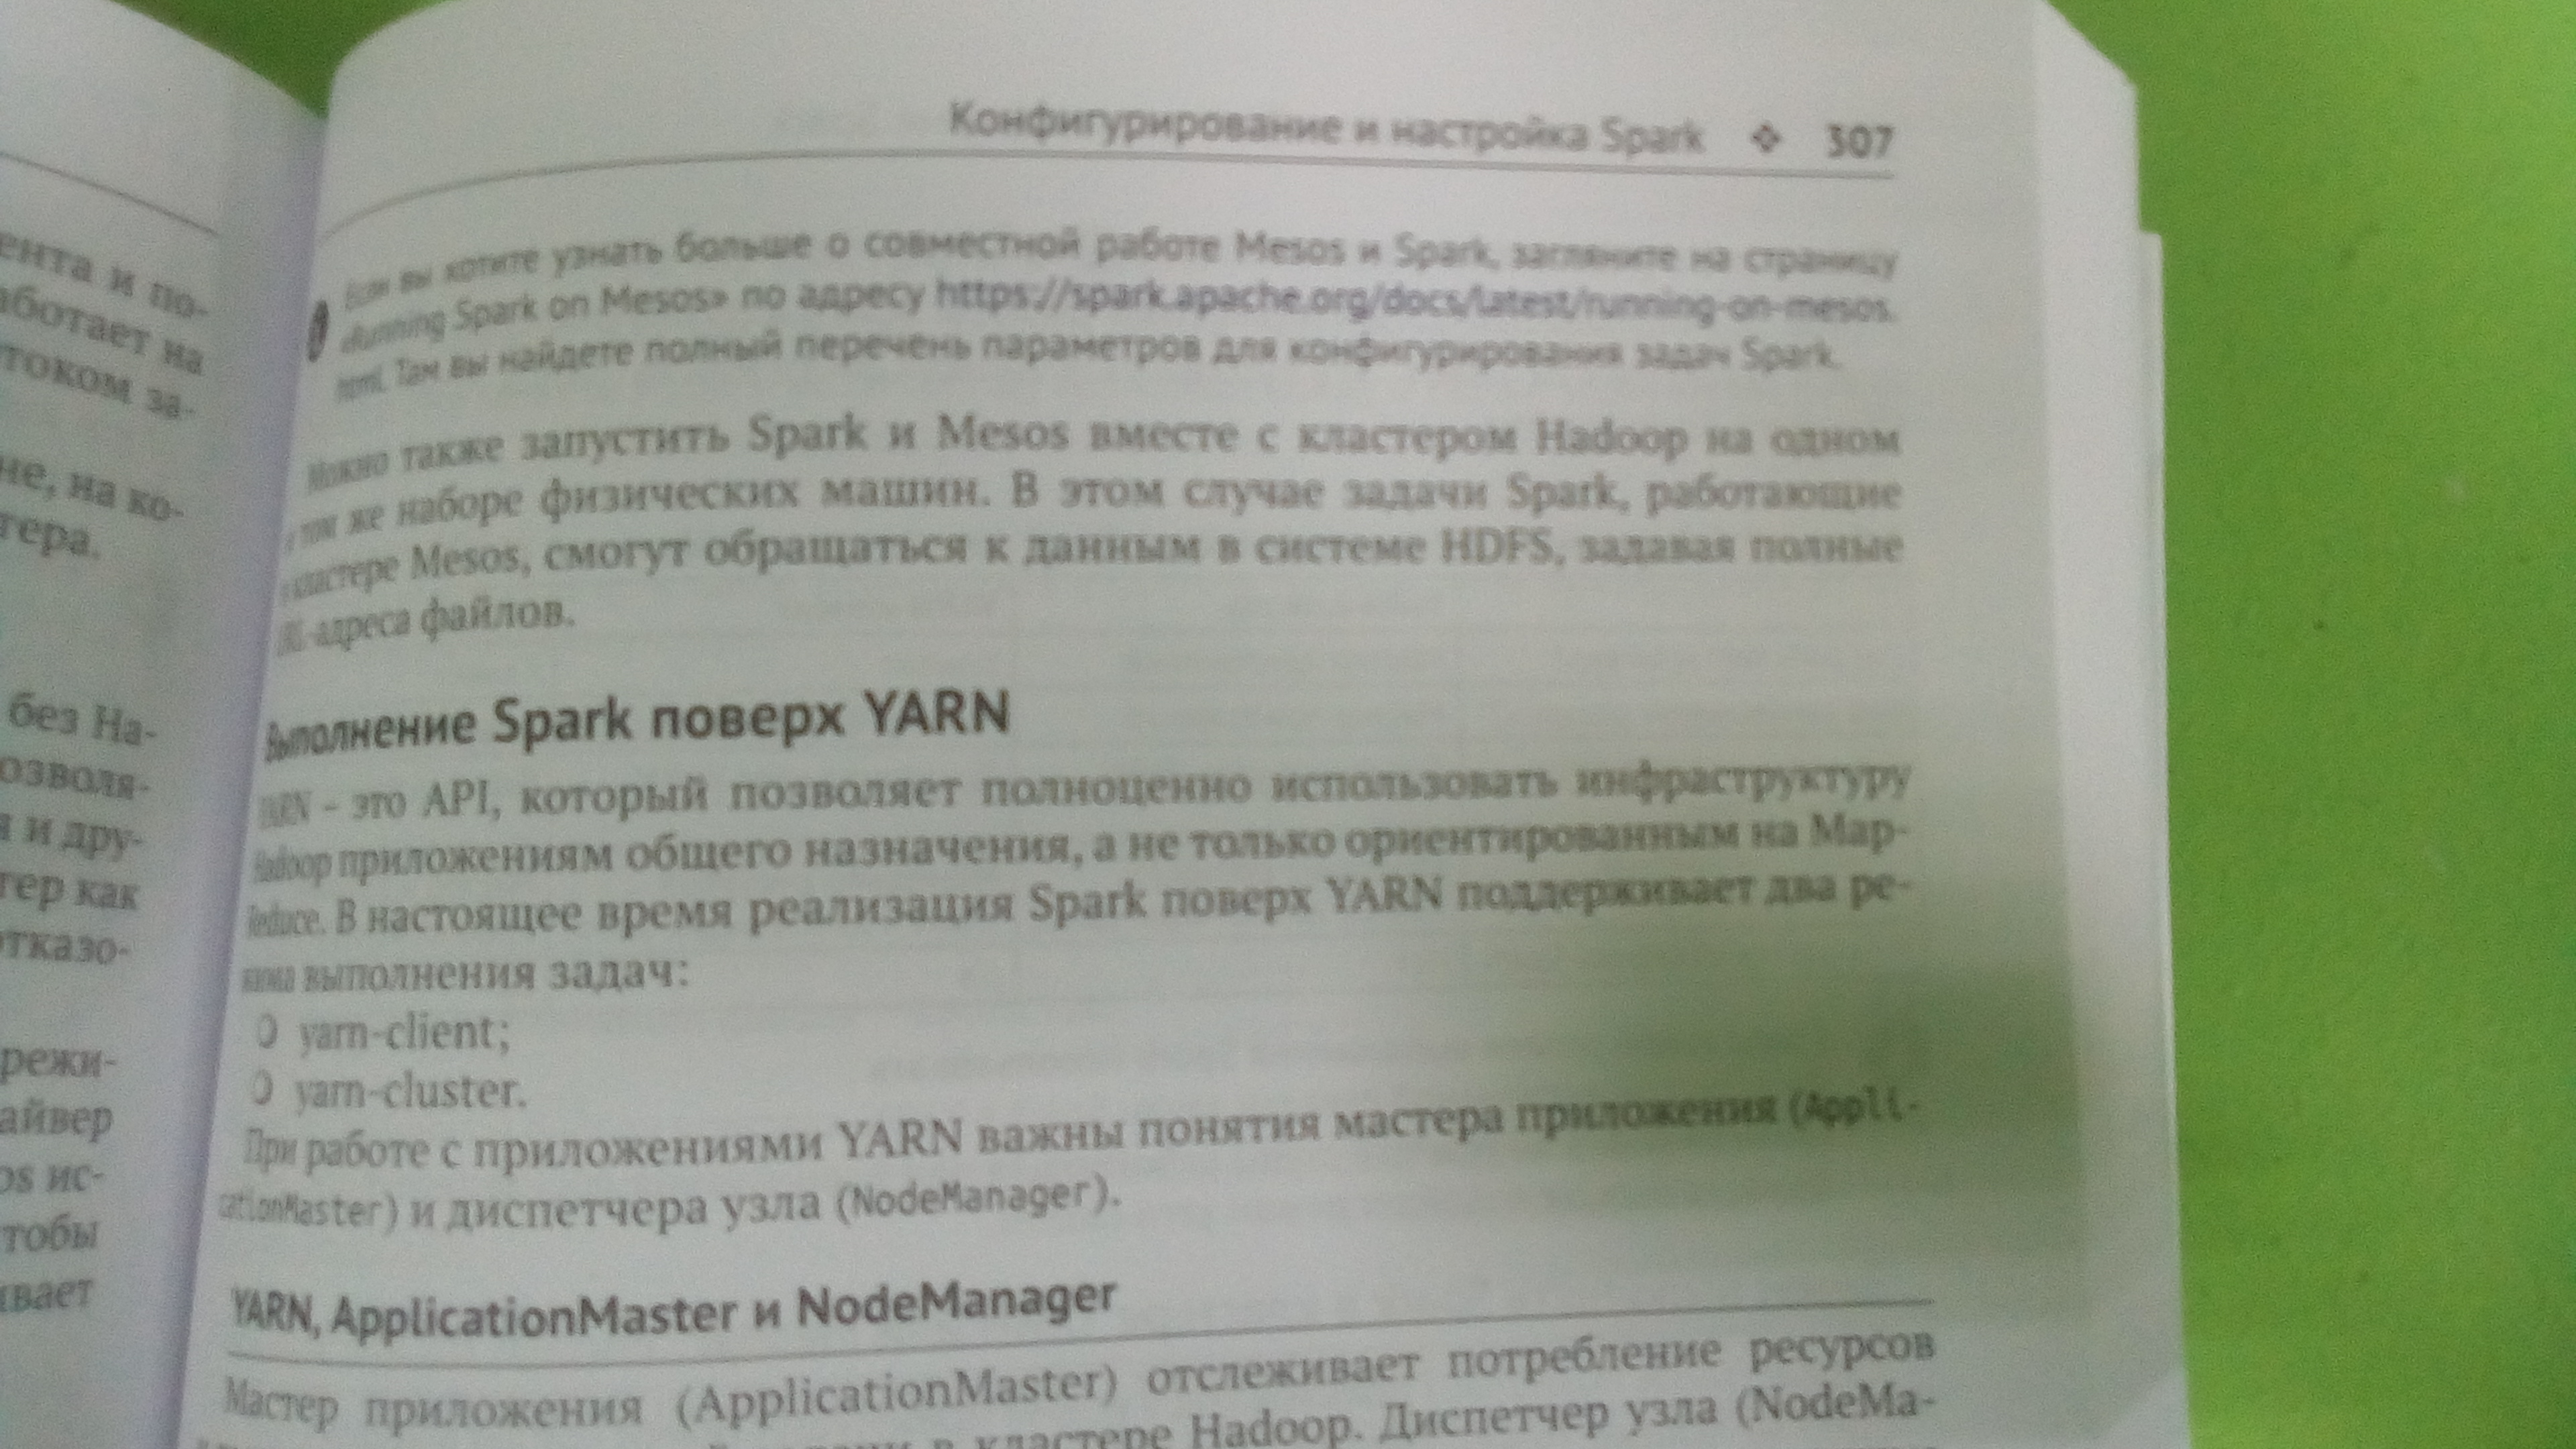 ента и по-
аботает на
током за-
не, на ко-
тера.
без На-
озволя-
я и дру-
тер как
отказо-
режи-
айвер
os ис-
тобы
ивает
Конфигурирование и настройка Spark ❖ 307
Если вы хотите узнать больше о совместной работе Mesos и Spark, загляните на страницу
«Running Spark on Mesos» по адресу https://spark.apache.org/docs/latest/running-on-mesos.
html. Там вы найдете полный перечень параметров для конфигурирования задач Spark.
Можно также запустить Spark и Mesos вместе с кластером Hadoop на одном
и том же наборе физических машин. В этом случае задачи Spark, работающие
в кластере Mesos, смогут обращаться к данным в системе HDFS, задавая полные
URL-адреса файлов.
Выполнение Spark поверх YARN
YARN – это API, который позволяет полноценно использовать инфраструктуру
Hadoop приложениям общего назначения, а не только ориентированным на Map-
Reduce. В настоящее время реализация Spark поверх YARN поддерживает два ре-
жима выполнения задач:
O yarn-client;
O yarn-cluster.
При работе с приложениями YARN важны понятия мастера приложения (Appli-
cationMaster) и диспетчера узла (NodeManager).
YARN, ApplicationMaster и NodeManager
Мастер приложения (ApplicationMaster) отслеживает потребление ресурсов
в кластере Hadoop. Диспетчер узла (NodeMa-